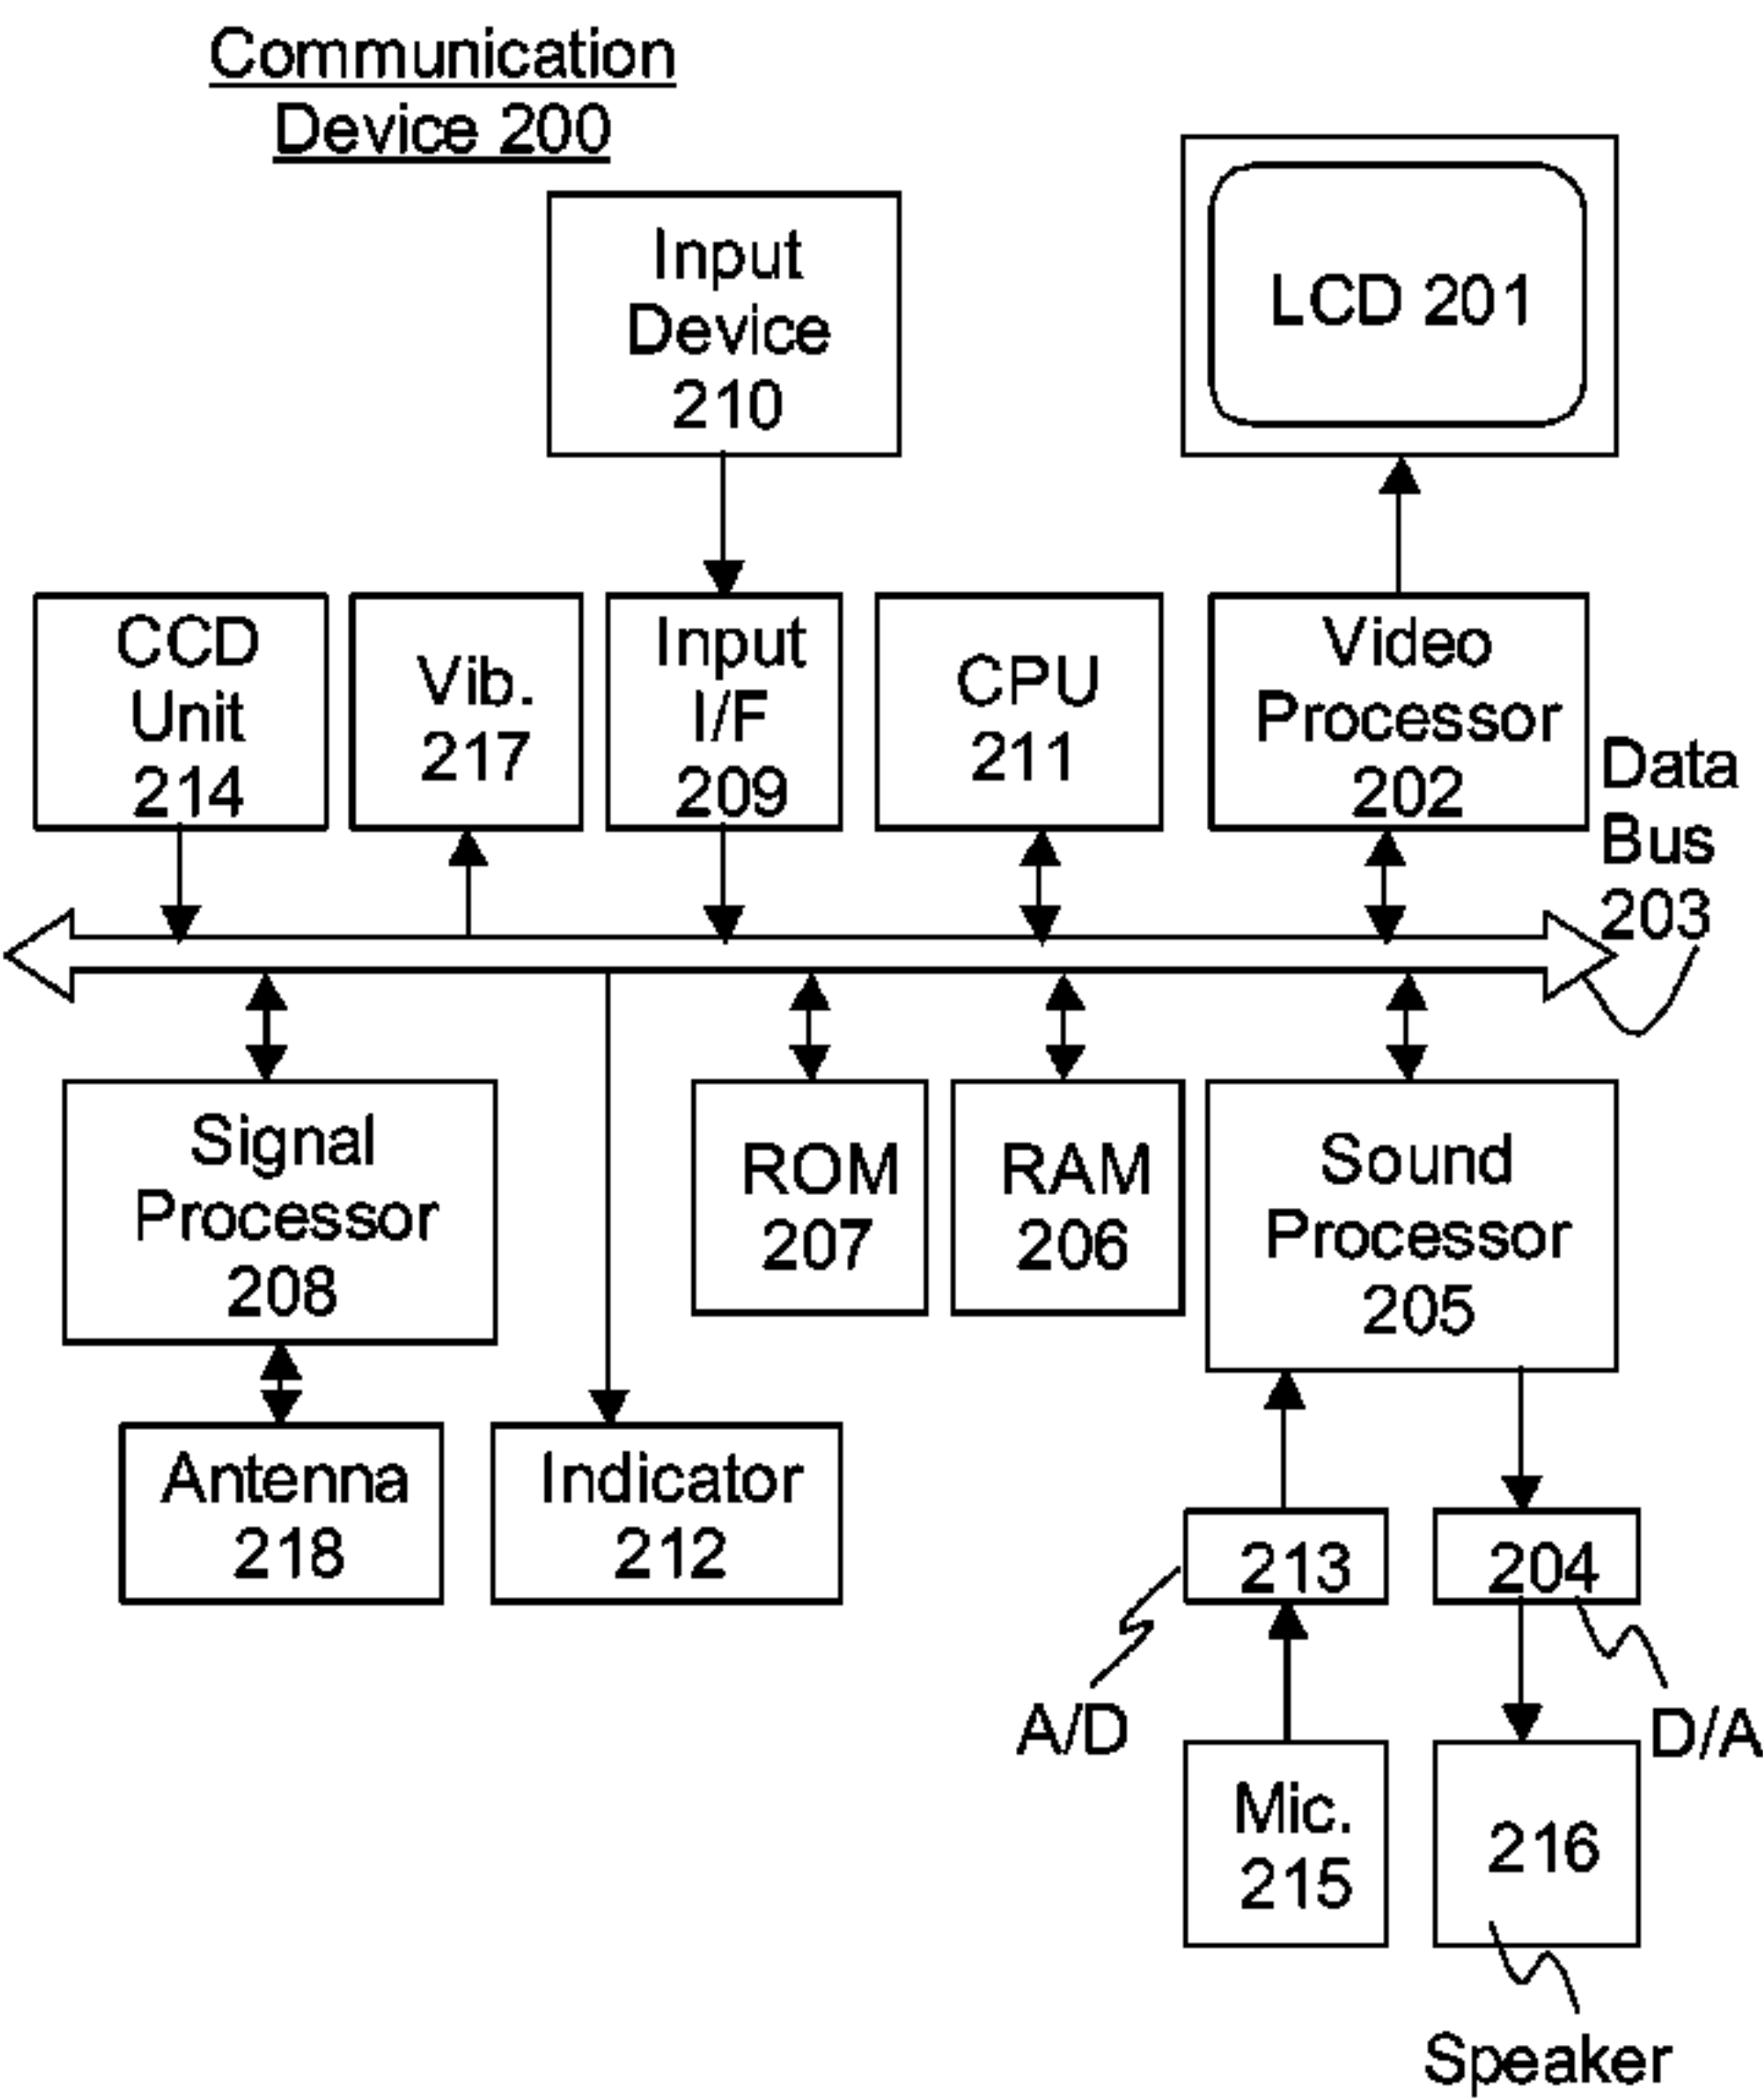 Communication
Device 200
Input
Device
210
LCD 201
CCD
Unit
214
Vib.
217
Input
I/F
209
CPU
211
Video
Processor
202
Data
Bus
203
Signal
Processor
208
ROM
207
RAM
206
Sound
Processor
205
Antenna
218
Indicator
212
213
204
A/D
D/A
Mic.
215
216
Speaker